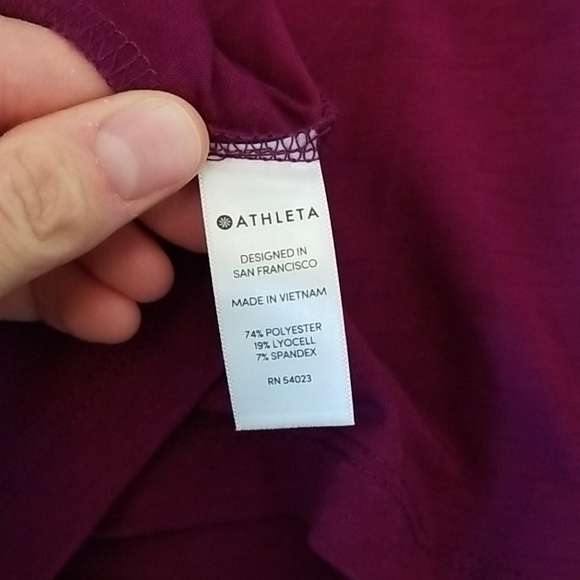 ATHLETA
DESIGNED IN
SAN FRANCISCO
MADE IN VIETNAM
74% POLYESTER
19% LYOCELL
7% SPANDEX
RN 54023